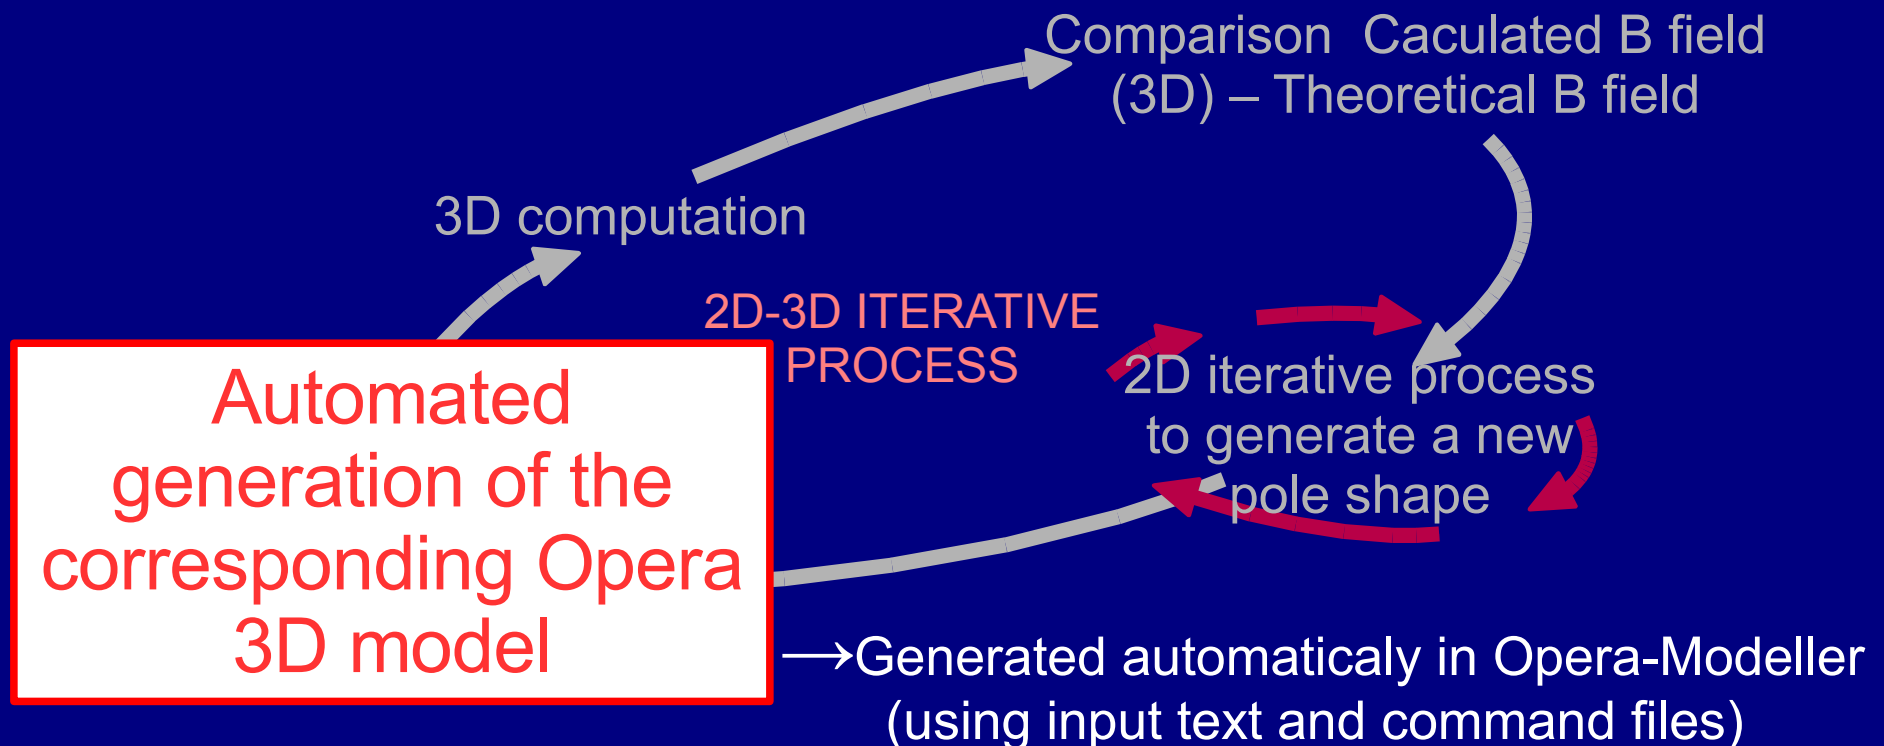 Comparison  Caculated B field
(3D) – Theoretical B field
3D computation
2D-3D ITERATIVE
PROCESS
2D iterative process
to generate a new
pole shape
Automated
generation of the
corresponding Opera
3D model
→Generated automaticaly in Opera-Modeller
(using input text and command files)